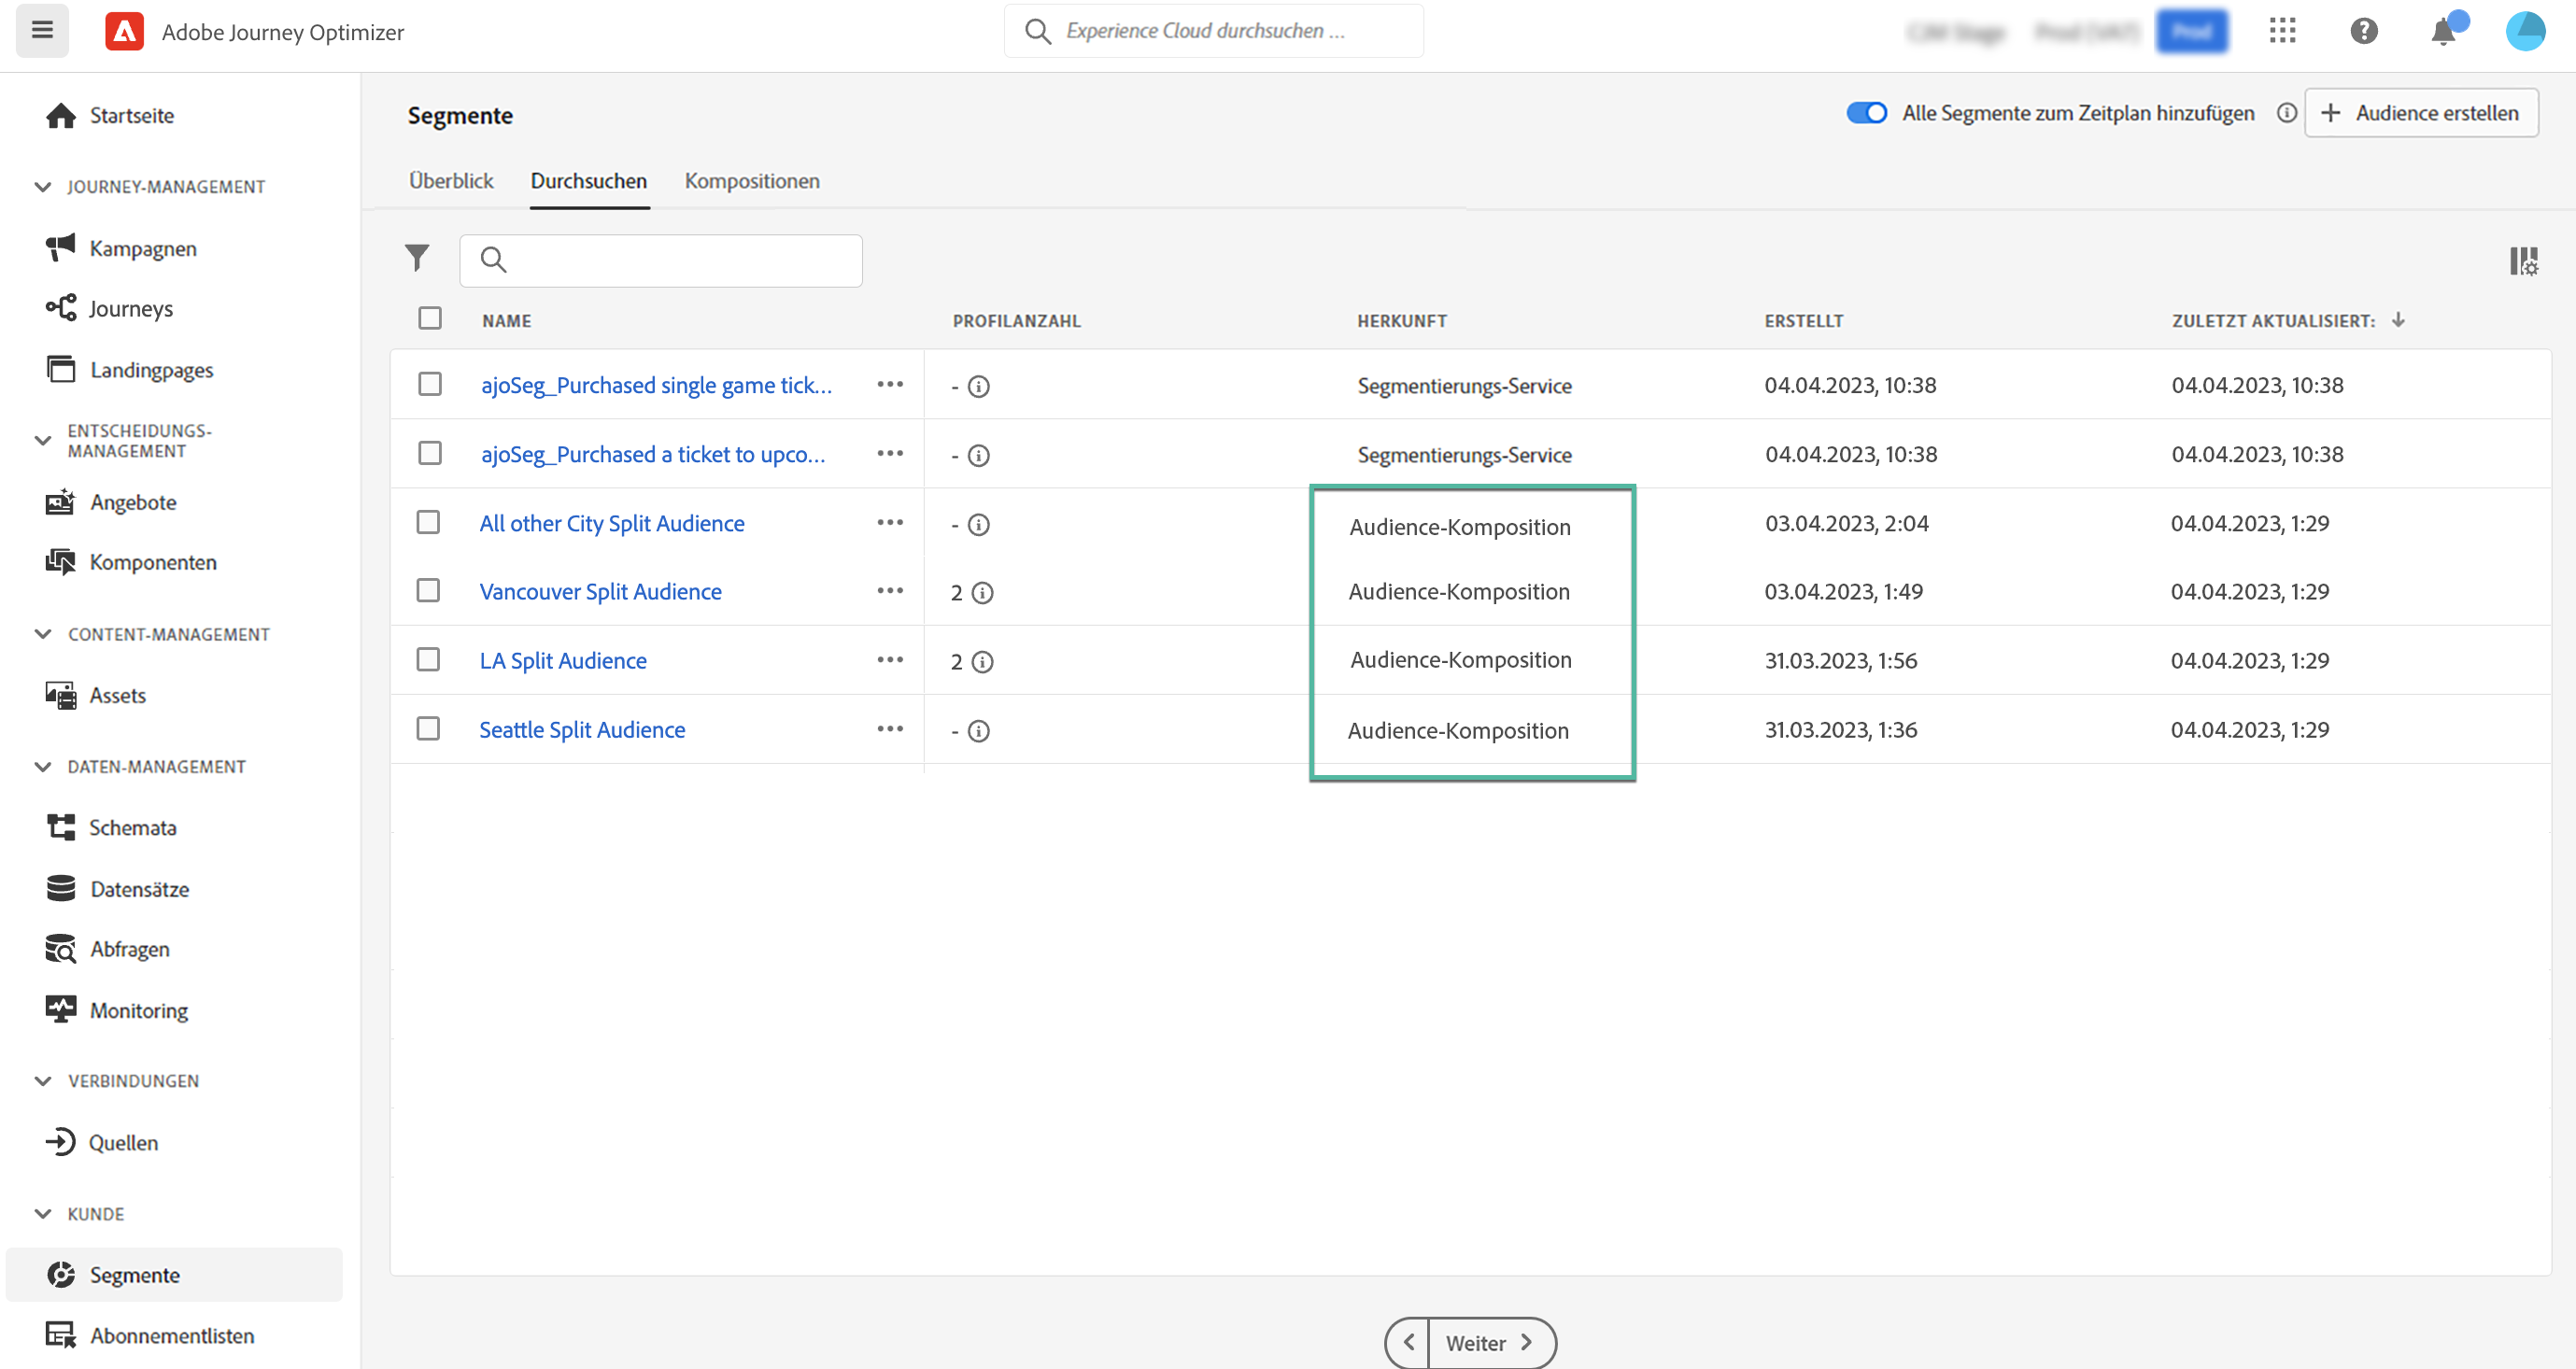 Adobe Journey Optimizer
Experience Cloud durchsuchen ...
Prod
Startseite
JOURNEY-MANAGEMENT
Kampagnen
Journeys
Landingpages
ENTSCHEIDUNGS-
MANAGEMENT
Angebote
Komponenten
CONTENT-MANAGEMENT
Assets
DATEN-MANAGEMENT
Schemata
Datensätze
Abfragen
Monitoring
VERBINDUNGEN
Quellen
KUNDE
Segmente
Abonnementlisten
Segmente
Alle Segmente zum Zeitplan hinzufügen
Audience erstellen
Überblick Durchsuchen Kompositionen
NAME PROFILANZAHL HERKUNFT ERSTELLT ZULETZT AKTUALISIERT:
ajoSeg_Purchased single game tick... - Segmentierungs-Service 04.04.2023, 10:38 04.04.2023, 10:38
ajoSeg_Purchased a ticket to upco... - Segmentierungs-Service 04.04.2023, 10:38 04.04.2023, 10:38
All other City Split Audience - Audience-Komposition 03.04.2023, 2:04 04.04.2023, 1:29
Vancouver Split Audience 2 Audience-Komposition 03.04.2023, 1:49 04.04.2023, 1:29
LA Split Audience 2 Audience-Komposition 31.03.2023, 1:56 04.04.2023, 1:29
Seattle Split Audience - Audience-Komposition 31.03.2023, 1:36 04.04.2023, 1:29
Weiter